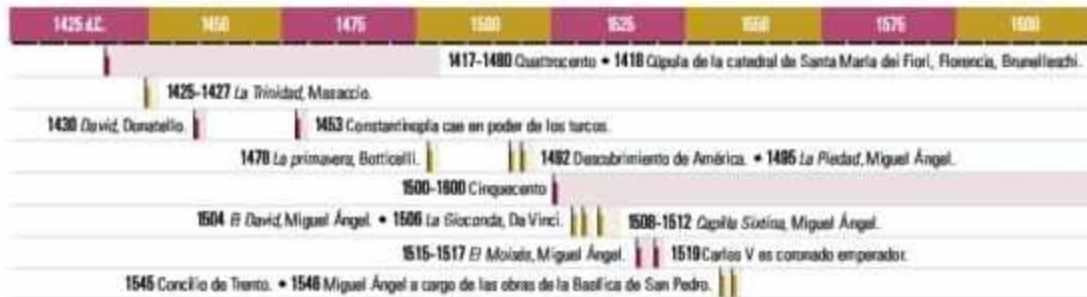 1425 d.C. 1450 1475 1500 1525 1550 1575 1600
1417-1480 Quattrocento • 1418 Cúpula de la catedral de Santa María dei Fiori, Florencia, Brunelleschi.
1425-1427 La Trinidad, Masaccio.
1430 David, Donatello. 1453 Constantinopla cae en poder de los turcos.
1478 La primavera, Botticelli. 1492 Descubrimiento de América. • 1495 La Piedad, Miguel Ángel.
1500-1600 Cinquecento
1504 El David, Miguel Ángel. • 1506 La Gioconda, Da Vinci. 1508-1512 Capilla Sixtina, Miguel Ángel.
1515-1517 El Moisés, Miguel Ángel. 1519 Carlos V es coronado emperador.
1545 Concilio de Trento. • 1546 Miguel Ángel a cargo de las obras de la Basílica de San Pedro.